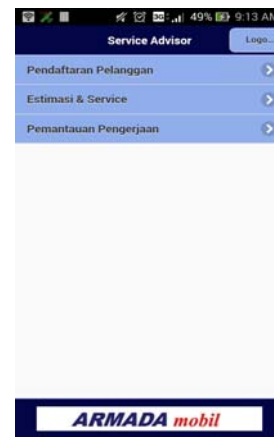 49% 9:13 AM
Service Advisor
Logo...
Pendaftaran Pelanggan
Estimasi & Service
Pemantauan Pengerjaan
ARMADA mobil